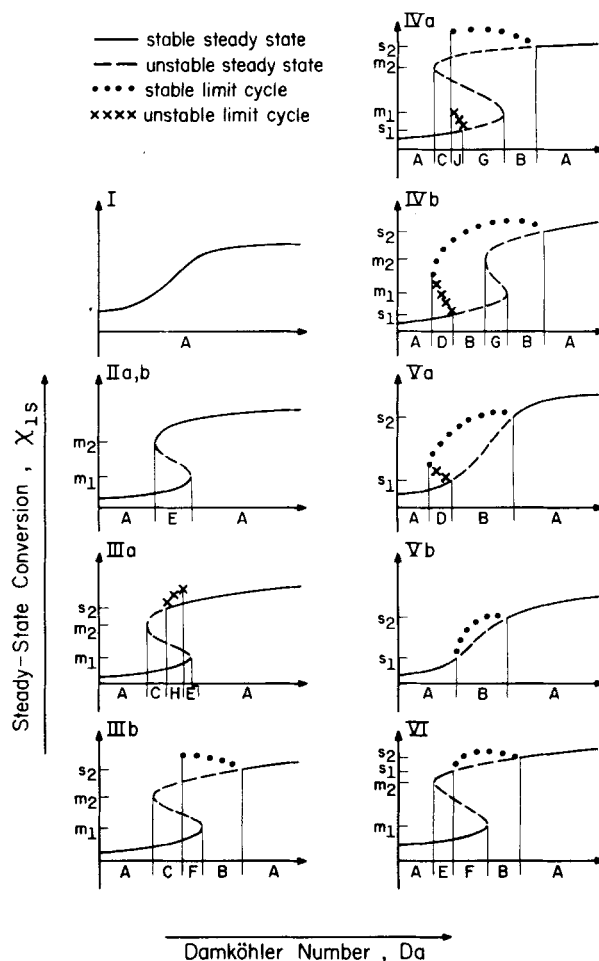 stable steady state
unstable steady state
stable limit cycle
unstable limit cycle
IVa
s2
m2
m1
s1
A C J G B A
I
A
IVb
s2
m2
m1
s1
A D B G B A
IIa,b
m2
m1
A E A
Va
s2
s1
A D B A
IIIa
s2
m2
m1
A C H E A
Vb
s2
s1
A B A
IIIb
s2
m2
m1
A C F B A
VI
s2
s1
m2
m1
A E F B A
Steady-State Conversion , χ1s
Damköhler Number , Da